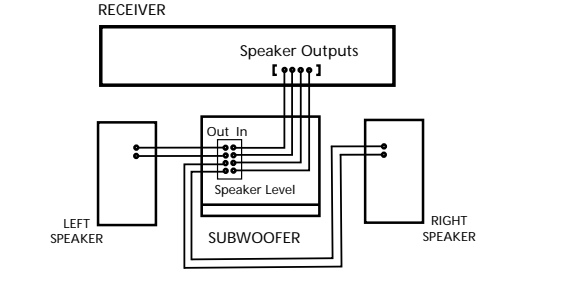 RECEIVER
Speaker Outputs
[ ]
Out In
Speaker Level
LEFT
SPEAKER
RIGHT
SPEAKER
SUBWOOFER